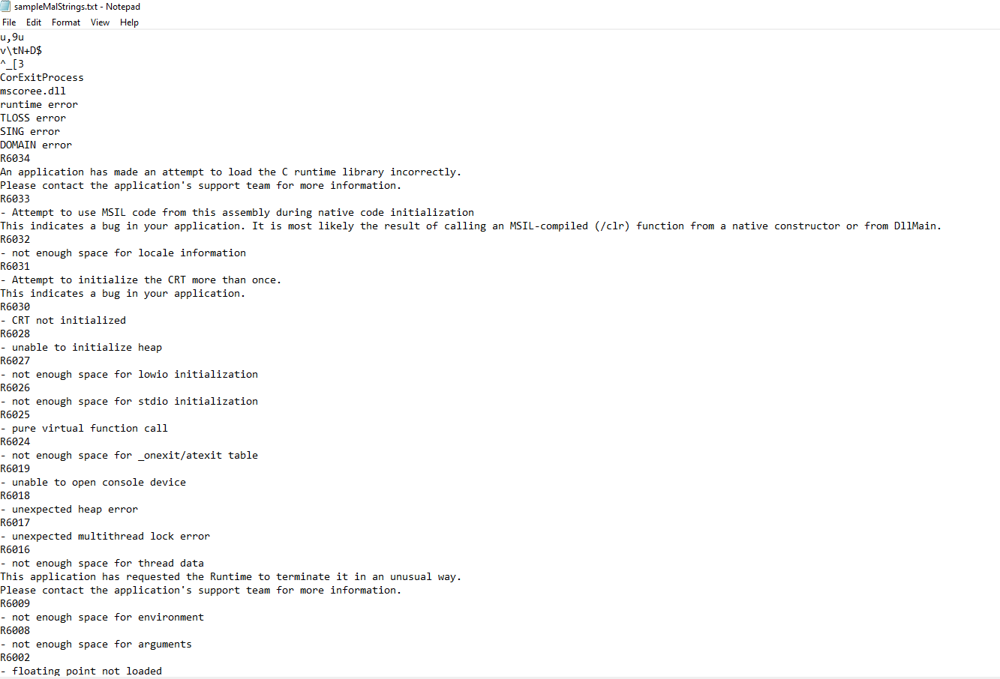 sampleMalStrings.txt - Notepad
File Edit Format View Help
u,9u
v\tN+D$
^_[3
CorExitProcess
mscoree.dll
runtime error
TLOSS error
SING error
DOMAIN error
R6034
An application has made an attempt to load the C runtime library incorrectly.
Please contact the application's support team for more information.
R6033
- Attempt to use MSIL code from this assembly during native code initialization
This indicates a bug in your application. It is most likely the result of calling an MSIL-compiled (/clr) function from a native constructor or from DllMain.
R6032
- not enough space for locale information
R6031
- Attempt to initialize the CRT more than once.
This indicates a bug in your application.
R6030
- CRT not initialized
R6028
- unable to initialize heap
R6027
- not enough space for lowio initialization
R6026
- not enough space for stdio initialization
R6025
- pure virtual function call
R6024
- not enough space for _onexit/atexit table
R6019
- unable to open console device
R6018
- unexpected heap error
R6017
- unexpected multithread lock error
R6016
- not enough space for thread data
This application has requested the Runtime to terminate it in an unusual way.
Please contact the application's support team for more information.
R6009
- not enough space for environment
R6008
- not enough space for arguments
R6002
- floating point not loaded